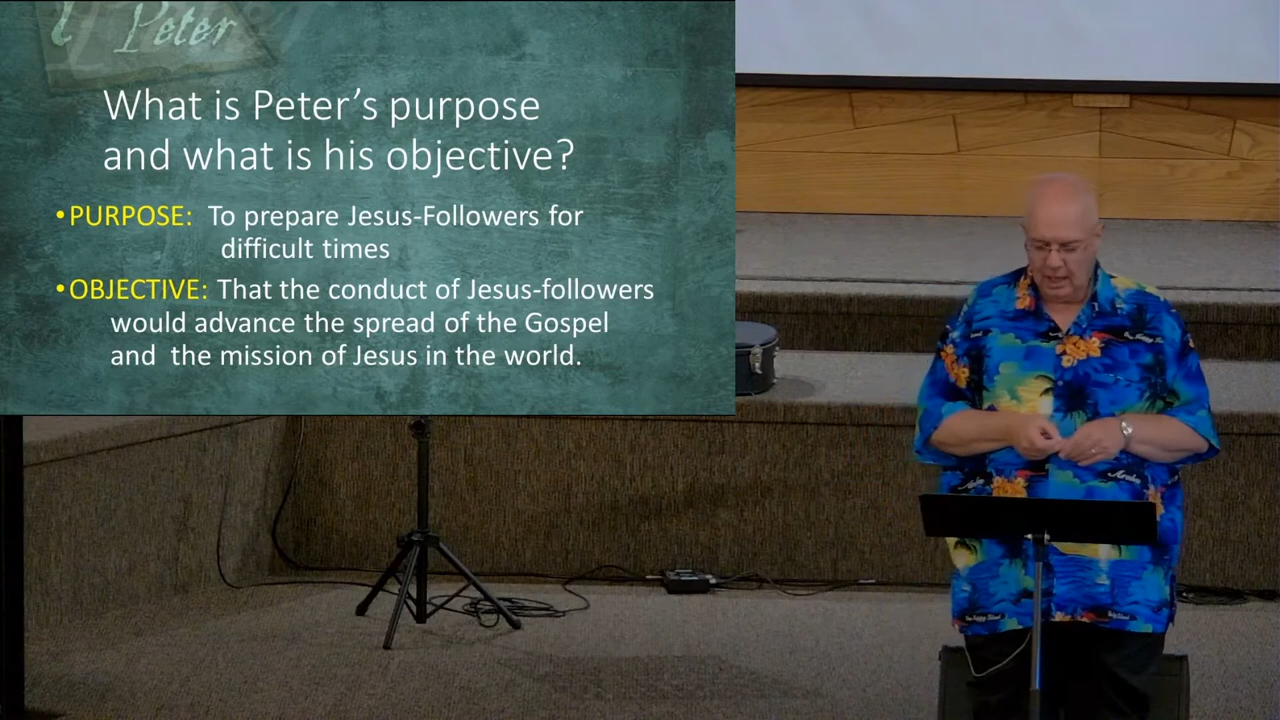 Peter
What is Peter's purpose
and what is his objective?
•PURPOSE: To prepare Jesus-Followers for
difficult times
•OBJECTIVE: That the conduct of Jesus-followers
would advance the spread of the Gospel
and the mission of Jesus in the world.
Aruba